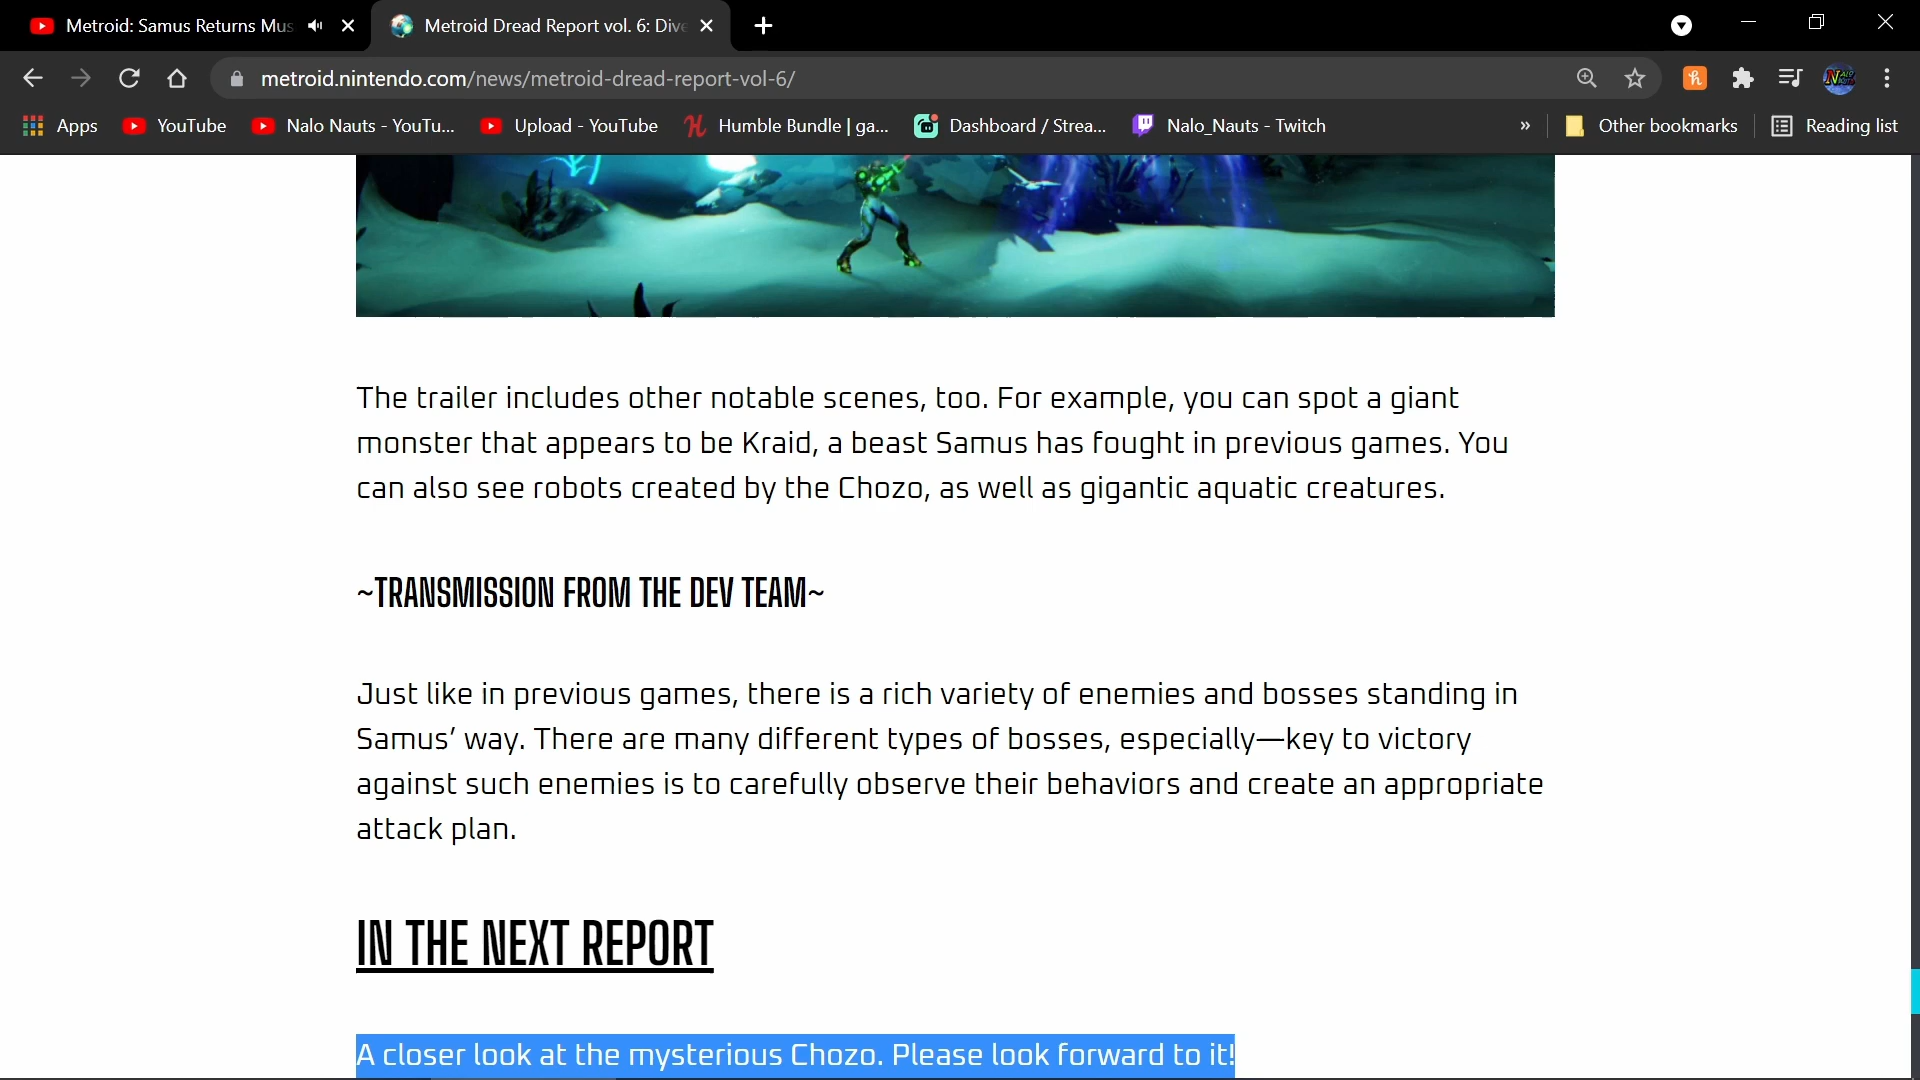 Metroid: Samus Returns Mus
Metroid Dread Report vol. 6: Dive
metroid.nintendo.com/news/metroid-dread-report-vol-6/
Apps YouTube Nalo Nauts - YouTu... Upload - YouTube Humble Bundle | ga... Dashboard / Strea... Nalo_Nauts - Twitch » Other bookmarks Reading list
The trailer includes other notable scenes, too. For example, you can spot a giant
monster that appears to be Kraid, a beast Samus has fought in previous games. You
can also see robots created by the Chozo, as well as gigantic aquatic creatures.
~TRANSMISSION FROM THE DEV TEAM~
Just like in previous games, there is a rich variety of enemies and bosses standing in
Samus’ way. There are many different types of bosses, especially—key to victory
against such enemies is to carefully observe their behaviors and create an appropriate
attack plan.
IN THE NEXT REPORT
A closer look at the mysterious Chozo. Please look forward to it!